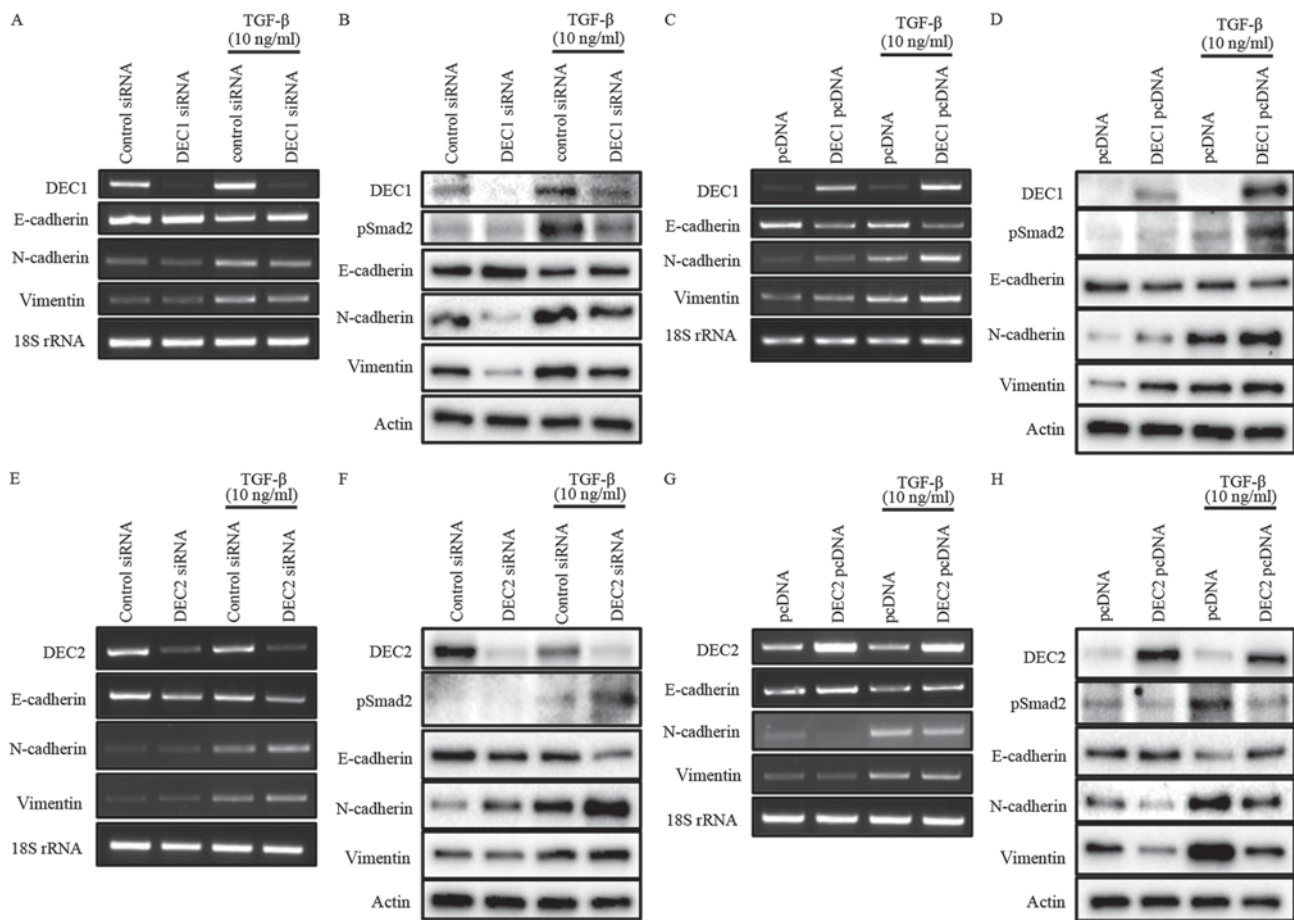 A
TGF-β
(10 ng/ml)
Control siRNA
DEC1 siRNA
control siRNA
DEC1 siRNA
DEC1
E-cadherin
N-cadherin
Vimentin
18S rRNA
B
TGF-β
(10 ng/ml)
Control siRNA
DEC1 siRNA
control siRNA
DEC1 siRNA
DEC1
pSmad2
E-cadherin
N-cadherin
Vimentin
Actin
C
TGF-β
(10 ng/ml)
pcDNA
DEC1 pcDNA
pcDNA
DEC1 pcDNA
DEC1
E-cadherin
N-cadherin
Vimentin
18S rRNA
D
TGF-β
(10 ng/ml)
pcDNA
DEC1 pcDNA
pcDNA
DEC1 pcDNA
DEC1
pSmad2
E-cadherin
N-cadherin
Vimentin
Actin
E
TGF-β
(10 ng/ml)
Control siRNA
DEC2 siRNA
Control siRNA
DEC2 siRNA
DEC2
E-cadherin
N-cadherin
Vimentin
18S rRNA
F
TGF-β
(10 ng/ml)
Control siRNA
DEC2 siRNA
Control siRNA
DEC2 siRNA
DEC2
pSmad2
E-cadherin
N-cadherin
Vimentin
Actin
G
TGF-β
(10 ng/ml)
pcDNA
DEC2 pcDNA
pcDNA
DEC2 pcDNA
DEC2
E-cadherin
N-cadherin
Vimentin
18S rRNA
H
TGF-β
(10 ng/ml)
pcDNA
DEC2 pcDNA
pcDNA
DEC2 pcDNA
DEC2
pSmad2
E-cadherin
N-cadherin
Vimentin
Actin